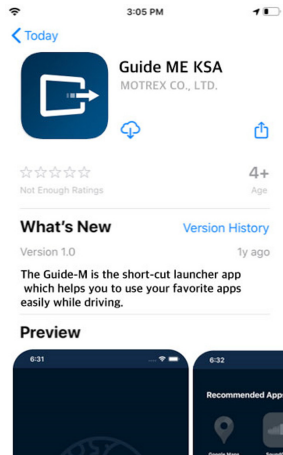 3:05 PM
Today
Guide ME KSA
MOTREX CO., LTD.
4+
Not Enough Ratings
Age
What's New
Version History
Version 1.0
1y ago
The Guide-M is the short-cut launcher app
which helps you to use your favorite apps
easily while driving.
Preview
6:31
6:32
Recommended Apps
Google Maps